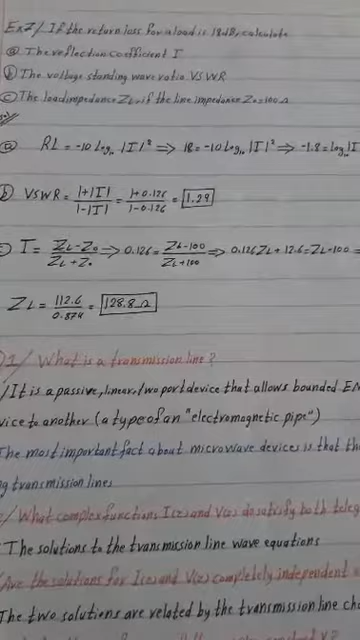 Ex7/ If the return loss for a load is 18dB, calculate
ⓐ The reflection coefficient Γ
ⓑ The voltage standing wave ratio VSWR
ⓒ The load impedance ZL if the line impedance Z0 = 100 Ω
Sol/
ⓐ RL = -10 Log10 |Γ|² ⇒ 18 = -10 Log10 |Γ|² ⇒ -1.8 = Log10 |Γ
ⓑ VSWR = (1+|Γ|)/(1-|Γ|) = (1+0.126)/(1-0.126) = 1.29
Γ = (ZL-Z0)/(ZL+Z0) ⇒ 0.126 = (ZL-100)/(ZL+100) ⇒ 0.126ZL + 12.6 = ZL-100 ⇒
ZL = 112.6/0.874 = 128.8 Ω
1/ What is a transmission line?
/ It is a passive, linear, two port device that allows bounded EM
vice to another (a type of an "electromagnetic pipe")
The most important fact about microwave devices is that the
ng transmission lines
/ What complex functions I(z) and V(z) do satisfy both teleg
The solutions to the transmission line wave equations
Are the solutions for I(z) and V(z) completely independent
The two solutions are related by the transmission line cha